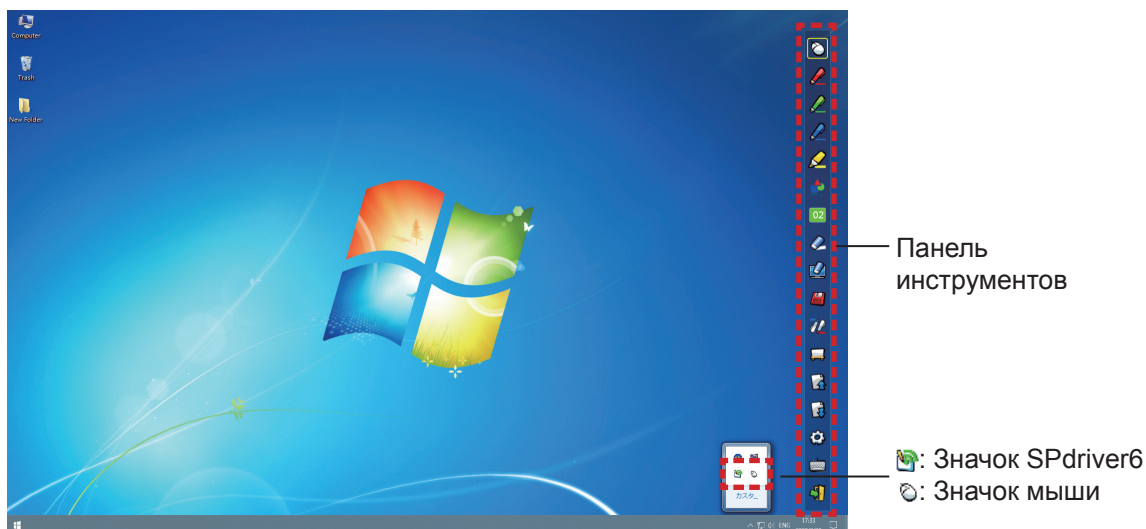 Computer
Trash
New Folder
02
Панель
инструментов
カスタ...
: Значок SPdriver6
: Значок мыши
ENG
17:33